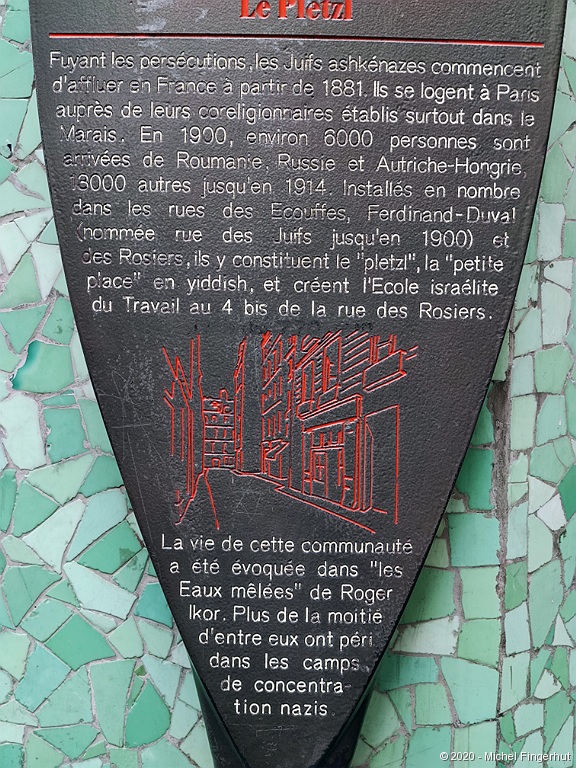 Le Pletzl
Fuyant les persécutions, les Juifs ashkénazes commencent
d'affluer en France à partir de 1881. Ils se logent à Paris
auprès de leurs coreligionnaires établis surtout dans le
Marais. En 1900, environ 6000 personnes sont
arrivées de Roumanie, Russie et Autriche-Hongrie,
13000 autres jusqu'en 1914. Installés en nombre
dans les rues des Ecouffes, Ferdinand-Duval
(nommée rue des Juifs jusqu'en 1900) et
des Rosiers, ils y constituent le "pletzl", la "petite
place" en yiddish, et créent l'Ecole israélite
du Travail au 4 bis de la rue des Rosiers.
La vie de cette communauté
a été évoquée dans "les
Eaux mêlées" de Roger
Ikor. Plus de la moitié
d'entre eux ont péri
dans les camps
de concentra-
tion nazis.
© 2020 - Michel Fingerhut